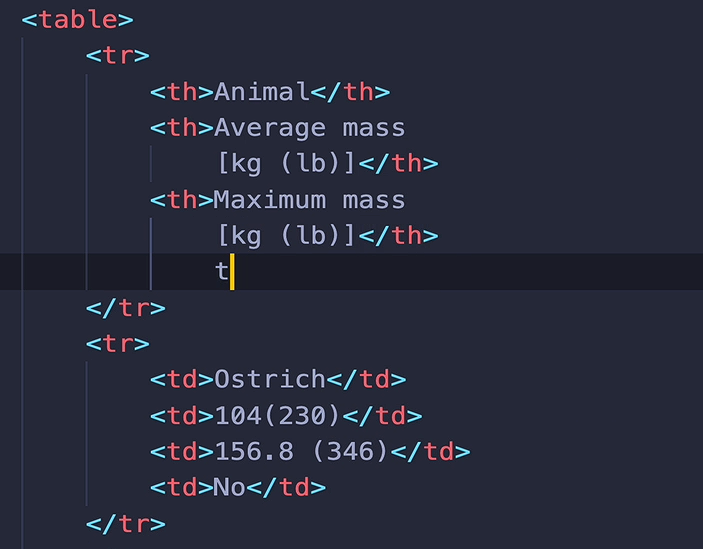 <table>
<tr>
<th>Animal</th>
<th>Average mass
[kg (lb)]</th>
<th>Maximum mass
[kg (lb)]</th>
t
</tr>
<tr>
<td>Ostrich</td>
<td>104(230)</td>
<td>156.8 (346)</td>
<td>No</td>
</tr>